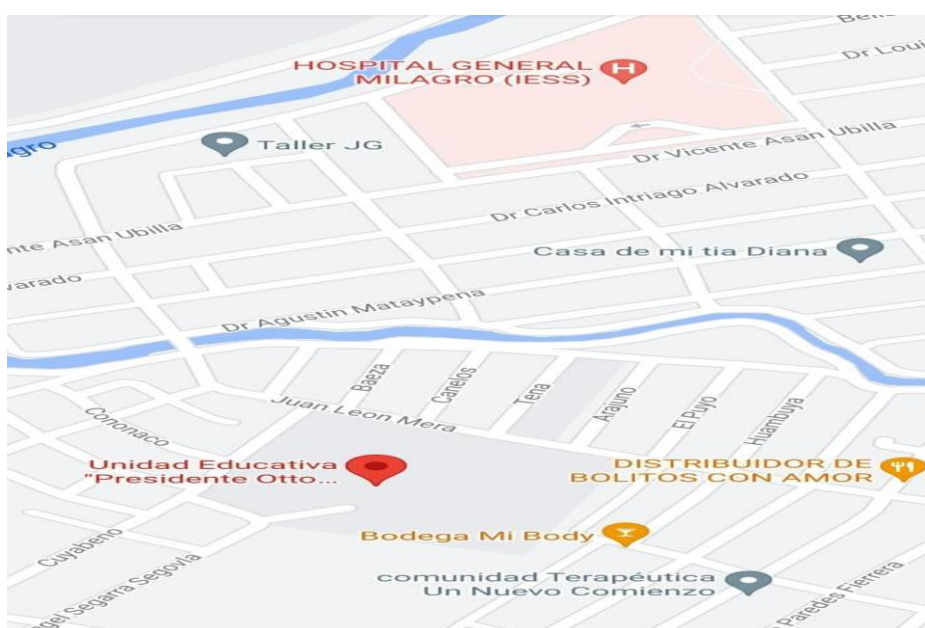 Dr Loui
HOSPITAL GENERAL
MILAGRO (IESS)
agro
Taller JG
Dr Vicente Asan Ubilla
Dr Carlos Intriago Alvarado
nte Asan Ubilla
Casa de mi tia Diana
varado
Dr Agustin Mataypena
Baeza
Canelos
Tena
Arajuno
El Puyo
Huambuya
Juan Leon Mera
Cononaco
Unidad Educativa
"Presidente Otto...
DISTRIBUIDOR DE
BOLITOS CON AMOR
Bodega Mi Body
Cuyabeno
comunidad Terapéutica
Un Nuevo Comienzo
gel Segarra Segovia
Paredes Fierrera